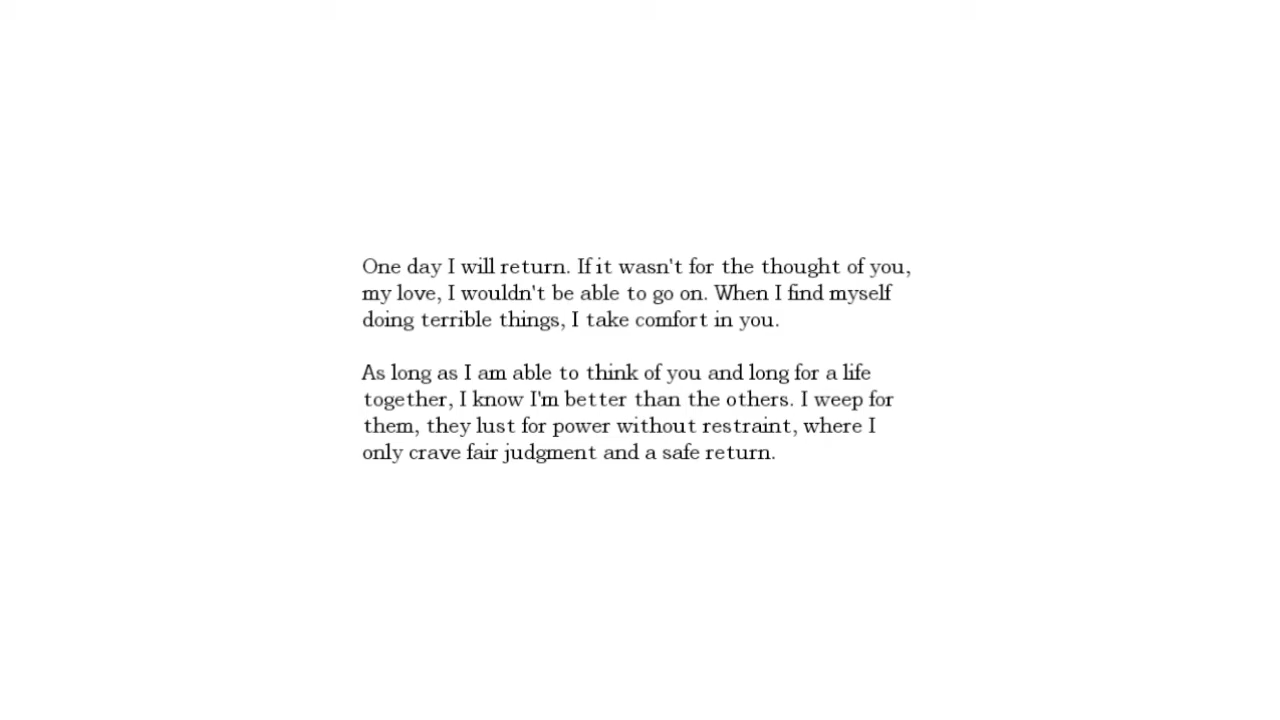 One day I will return. If it wasn't for the thought of you,
my love, I wouldn't be able to go on. When I find myself
doing terrible things, I take comfort in you.
As long as I am able to think of you and long for a life
together, I know I'm better than the others. I weep for
them, they lust for power without restraint, where I
only crave fair judgment and a safe return.